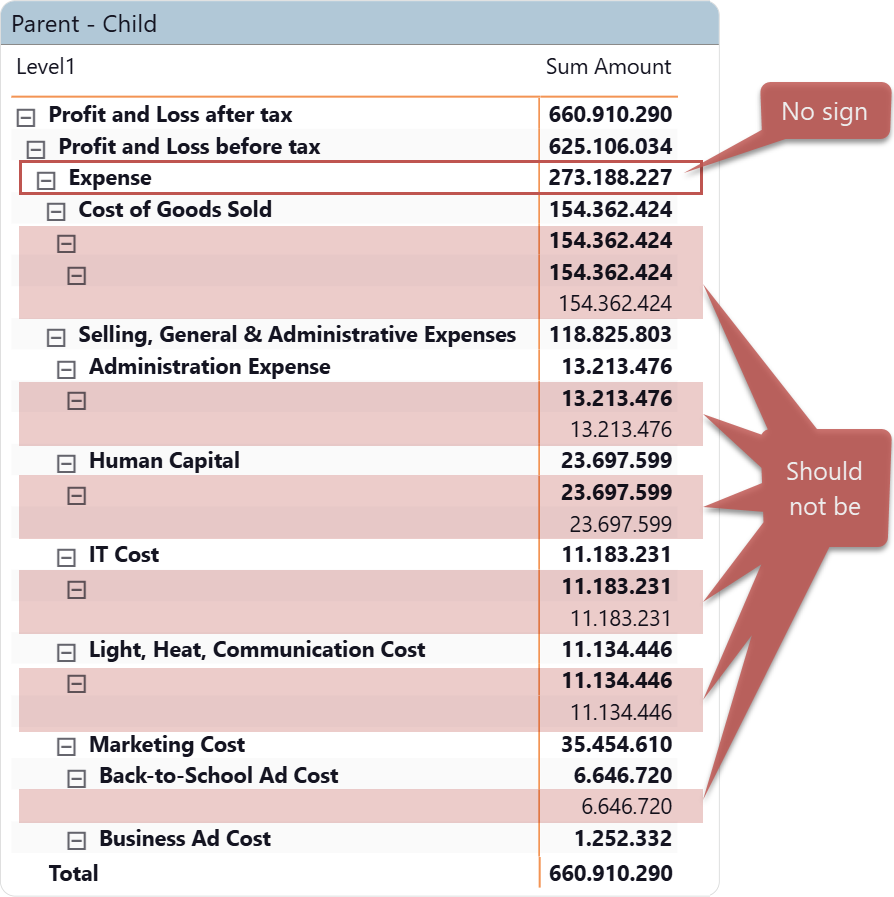 Parent - Child
Level1 Sum Amount
No sign
Profit and Loss after tax 660.910.290
Profit and Loss before tax 625.106.034
Expense 273.188.227
Cost of Goods Sold 154.362.424
154.362.424
154.362.424
154.362.424
Selling, General & Administrative Expenses 118.825.803
Administration Expense 13.213.476
13.213.476
13.213.476
Human Capital 23.697.599
Should
not be
23.697.599
23.697.599
IT Cost 11.183.231
11.183.231
11.183.231
Light, Heat, Communication Cost 11.134.446
11.134.446
11.134.446
Marketing Cost 35.454.610
Back-to-School Ad Cost 6.646.720
6.646.720
Business Ad Cost 1.252.332
Total 660.910.290